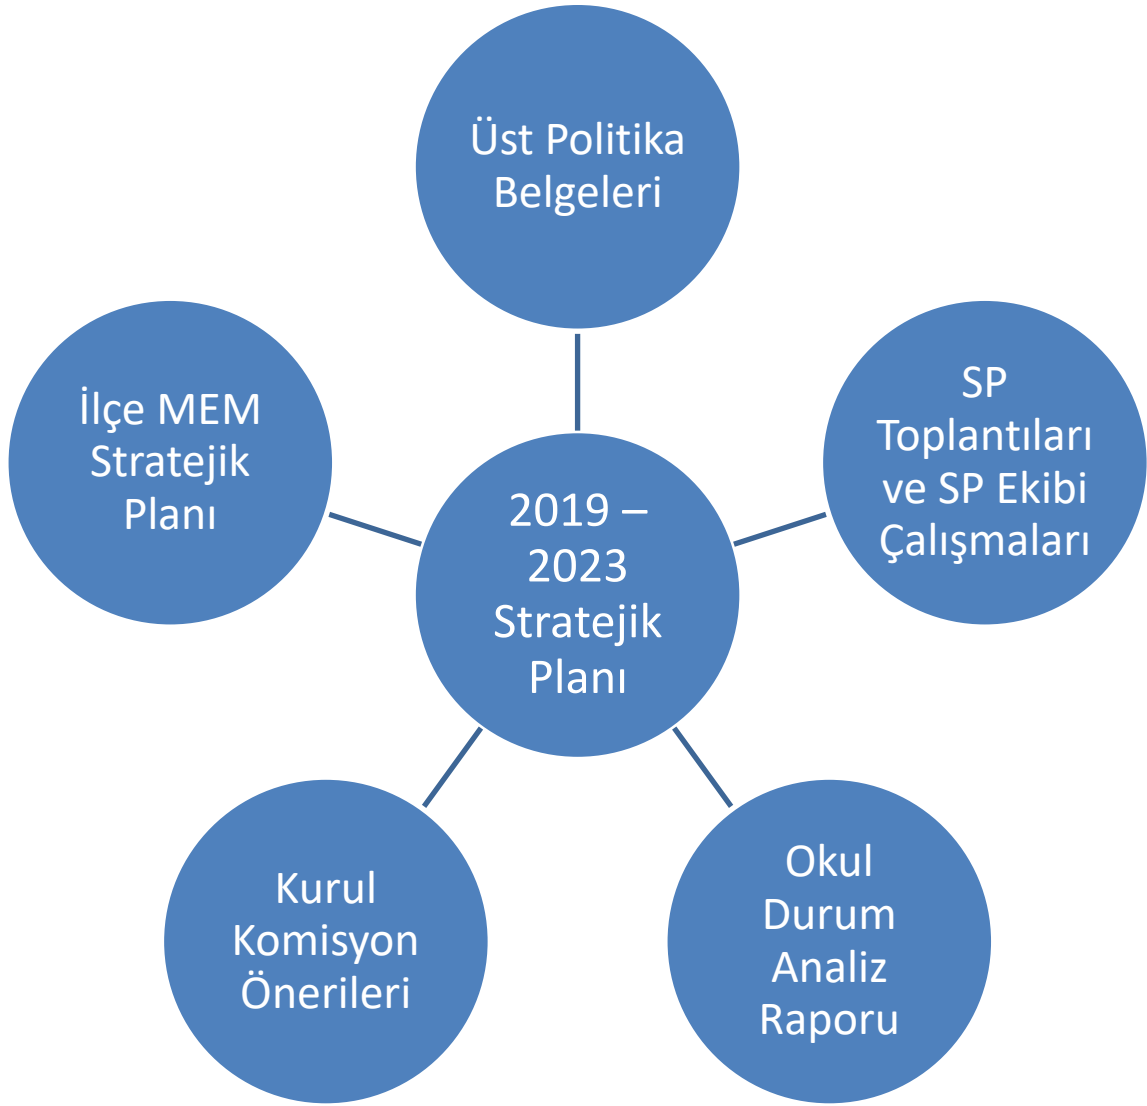 Üst Politika
Belgeleri
İlçe MEM
Stratejik
Planı
SP
Toplantıları
ve SP Ekibi
Çalışmaları
2019 –
2023
Stratejik
Planı
Kurul
Komisyon
Önerileri
Okul
Durum
Analiz
Raporu